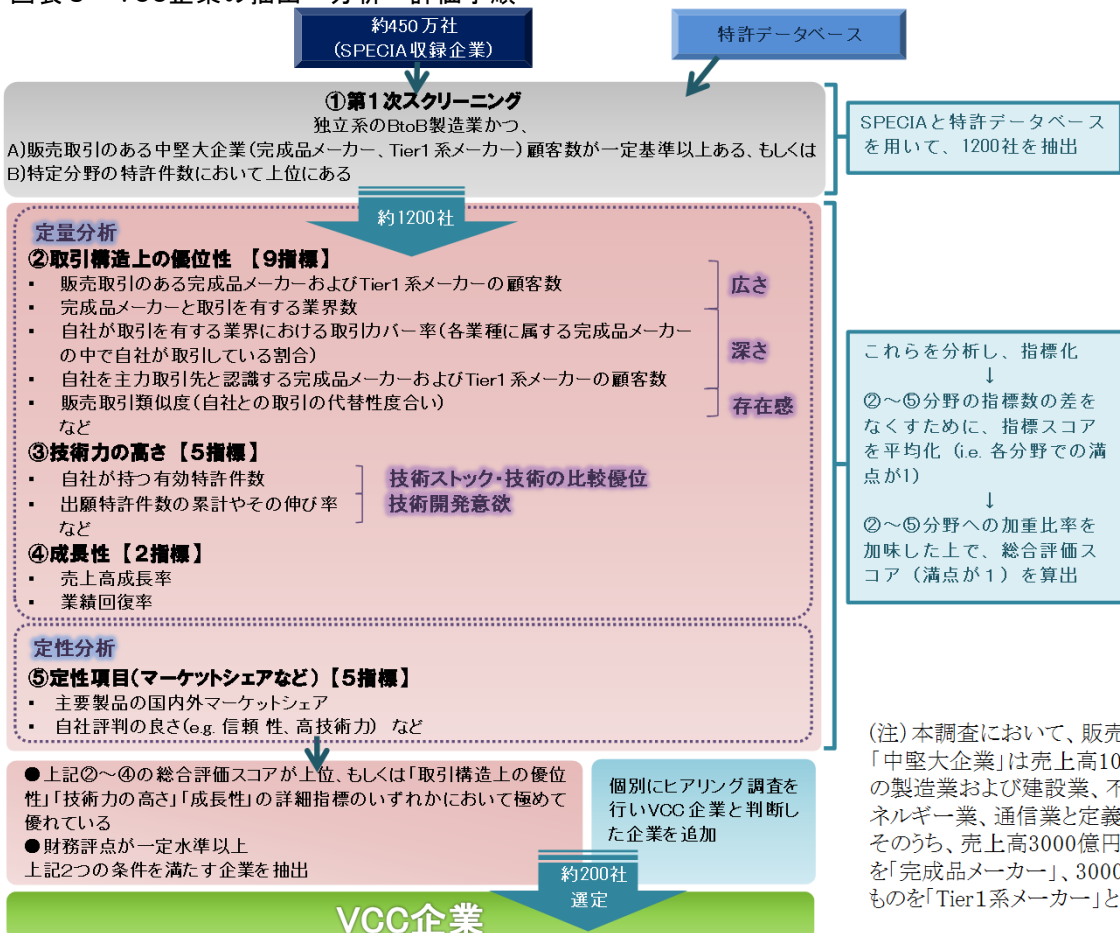 約450万社
(SPECIA収録企業)
特許データベース
①第1次スクリーニング
独立系のBtoB製造業かつ、
A)販売取引のある中堅大企業(完成品メーカー、Tier1系メーカー)顧客数が一定基準以上ある、もしくは
B)特定分野の特許件数において上位にある
SPECIAと特許データベース
を用いて、1200社を抽出
約1200社
定量分析
②取引構造上の優位性 【9指標】
▪ 販売取引のある完成品メーカーおよびTier1系メーカーの顧客数
▪ 完成品メーカーと取引を有する業界数
▪ 自社が取引を有する業界における取引カバー率(各業種に属する完成品メーカー
の中で自社が取引している割合)
▪ 自社を主力取引先と認識する完成品メーカーおよびTier1系メーカーの顧客数
▪ 販売取引類似度(自社との取引の代替性度合い)
など
広さ
深さ
存在感
③技術力の高さ【5指標】
▪ 自社が持つ有効特許件数
▪ 出願特許件数の累計やその伸び率
など
技術ストック・技術の比較優位
技術開発意欲
④成長性【2指標】
▪ 売上高成長率
▪ 業績回復率
定性分析
⑤定性項目(マーケットシェアなど)【5指標】
▪ 主要製品の国内外マーケットシェア
▪ 自社評判の良さ(e.g. 信頼性、高技術力) など
これらを分析し、指標化
↓
②～⑤分野の指標数の差を
なくすために、指標スコア
を平均化(i.e. 各分野での満
点が1)
↓
②～⑤分野への加重比率を
加味した上で、総合評価ス
コア(満点が1)を算出
●上記②～④の総合評価スコアが上位、もしくは「取引構造上の優位
性」「技術力の高さ」「成長性」の詳細指標のいずれかにおいて極めて
優れている
●財務評点が一定水準以上
上記2つの条件を満たす企業を抽出
個別にヒアリング調査を
行いVCC企業と判断し
た企業を追加
約200社
選定
VCC企業
(注)本調査において、販売
「中堅大企業」は売上高10
の製造業および建設業、不
ネルギー業、通信業と定義
そのうち、売上高3000億円
を「完成品メーカー」、3000
ものを「Tier1系メーカー」と